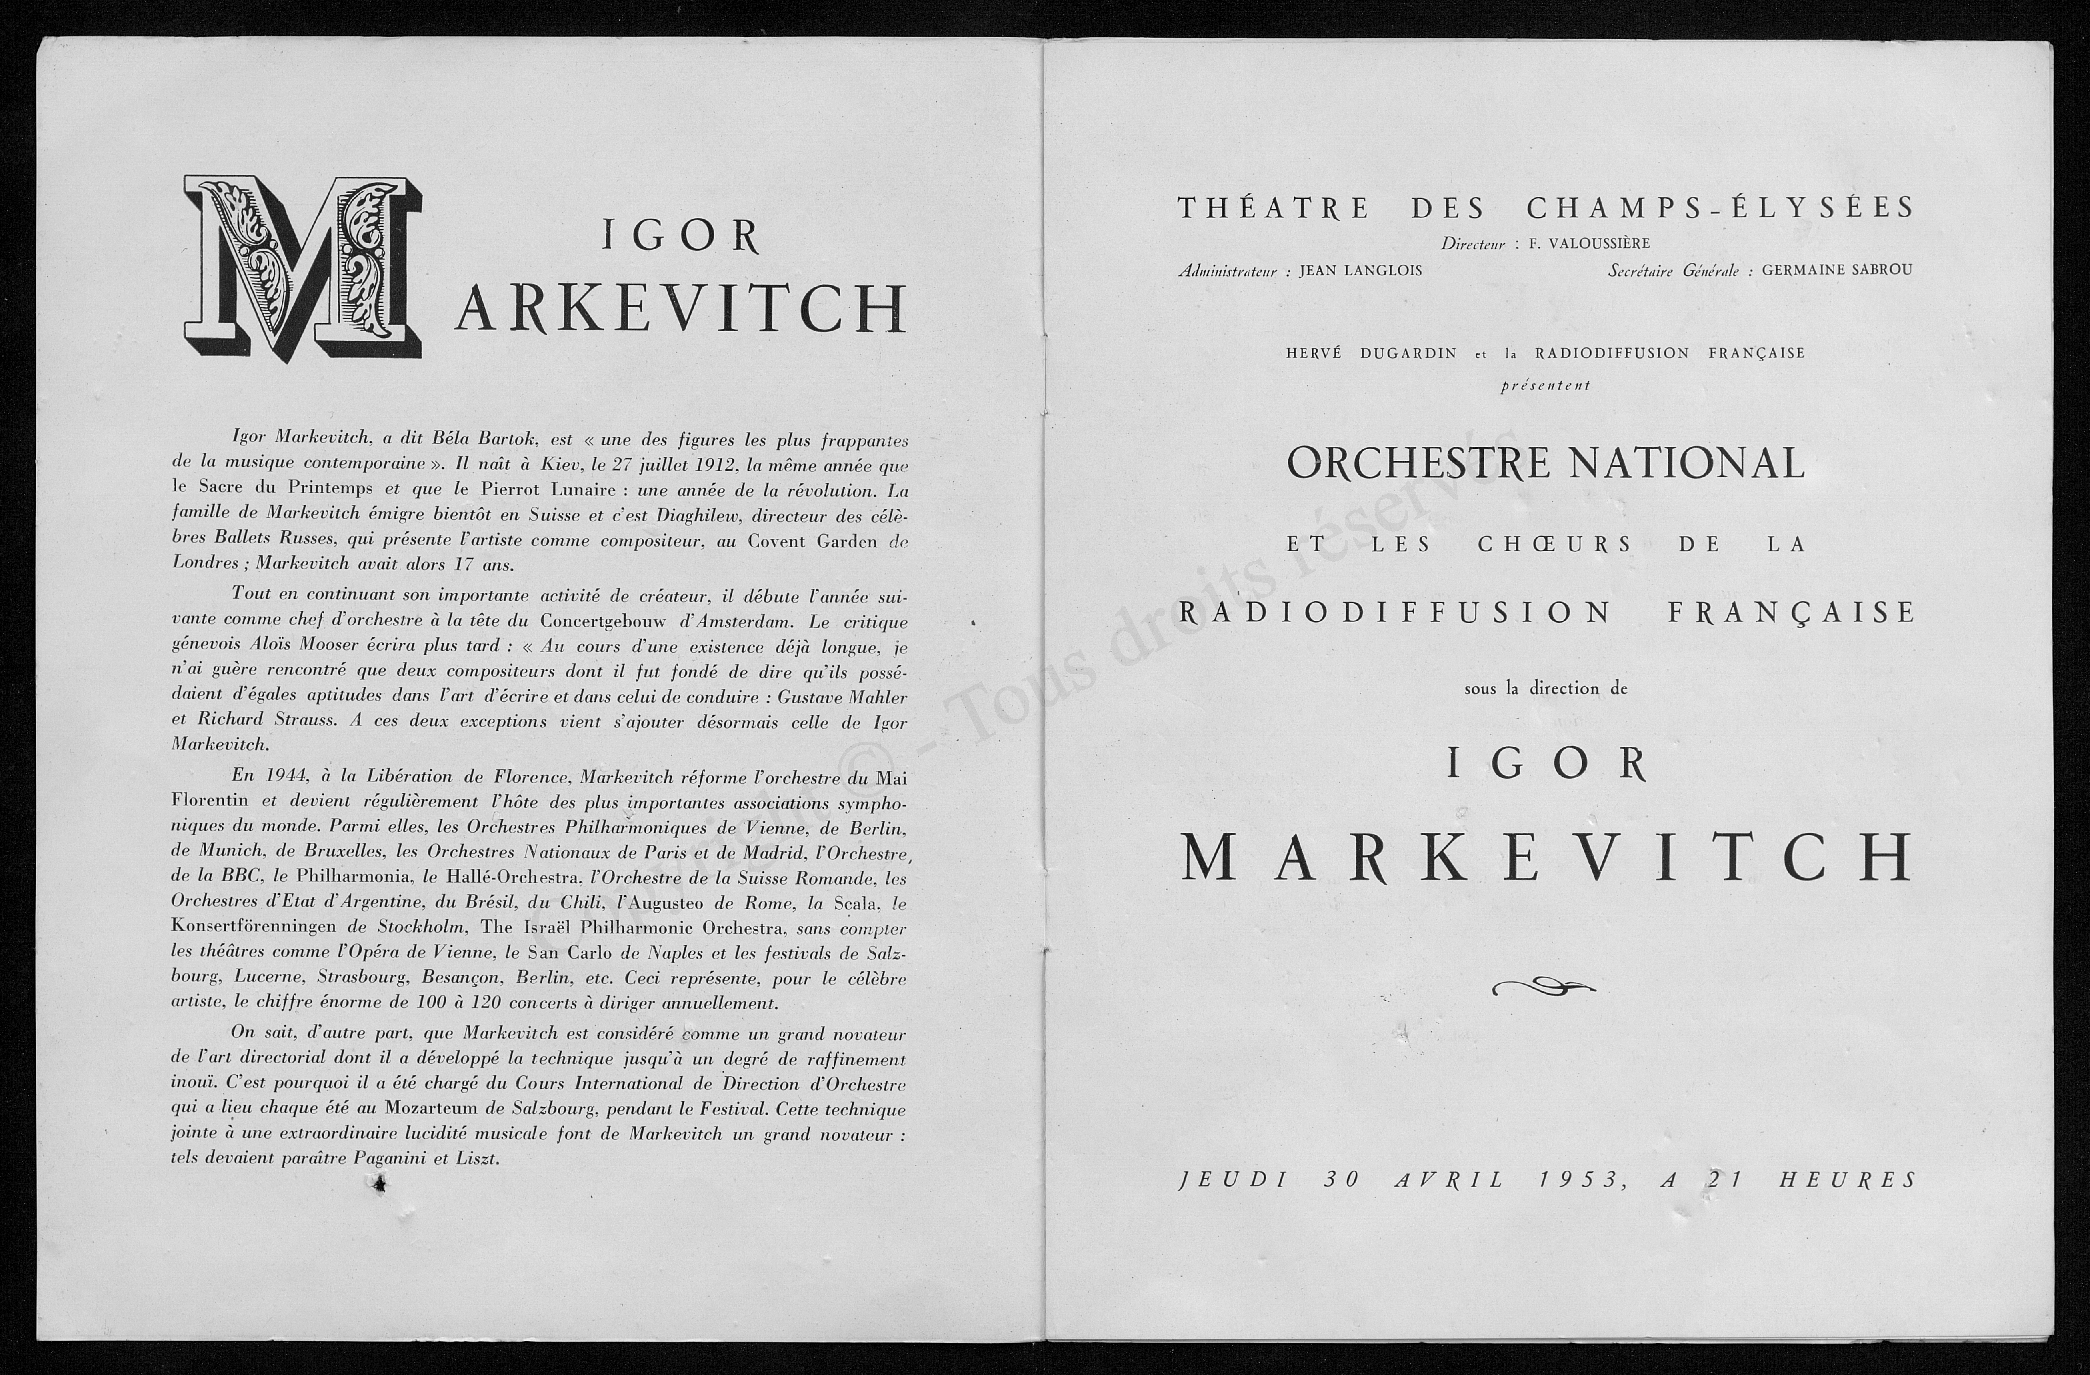 IGOR
MARKEVITCH
Igor Markevitch, a dit Béla Bartok, est « une des figures les plus frappantes
de la musique contemporaine ». Il naît à Kiev, le 27 juillet 1912, la même année que
le Sacre du Printemps et que le Pierrot Lunaire : une année de la révolution. La
famille de Markevitch émigre bientôt en Suisse et c'est Diaghilew, directeur des célè-
bres Ballets Russes, qui présente l'artiste comme compositeur, au Covent Garden de
Londres ; Markevitch avait alors 17 ans.
Tout en continuant son importante activité de créateur, il débute l'année sui-
vante comme chef d'orchestre à la tête du Concertgebouw d'Amsterdam. Le critique
génevois Aloïs Mooser écrira plus tard : « Au cours d'une existence déjà longue, je
n'ai guère rencontré que deux compositeurs dont il fut fondé de dire qu'ils possé-
daient d'égales aptitudes dans l'art d'écrire et dans celui de conduire : Gustave Mahler
et Richard Strauss. A ces deux exceptions vient s'ajouter désormais celle de Igor
Markevitch.
En 1944, à la Libération de Florence, Markevitch réforme l'orchestre du Mai
Florentin et devient régulièrement l'hôte des plus importantes associations sympho-
niques du monde. Parmi elles, les Orchestres Philharmoniques de Vienne, de Berlin,
de Munich, de Bruxelles, les Orchestres Nationaux de Paris et de Madrid, l'Orchestre,
de la BBC, le Philharmonia, le Hallé-Orchestra, l'Orchestre de la Suisse Romande, les
Orchestres d'Etat d'Argentine, du Brésil, du Chili, l'Augusteo de Rome, la Scala, le
Konsertförenningen de Stockholm, The Israël Philharmonic Orchestra, sans compter
les théâtres comme l'Opéra de Vienne, le San Carlo de Naples et les festivals de Salz-
bourg, Lucerne, Strasbourg, Besançon, Berlin, etc. Ceci représente, pour le célèbre
artiste, le chiffre énorme de 100 à 120 concerts à diriger annuellement.
On sait, d'autre part, que Markevitch est considéré comme un grand novateur
de l'art directorial dont il a développé la technique jusqu'à un degré de raffinement
inouï. C'est pourquoi il a été chargé du Cours International de Direction d'Orchestre
qui a lieu chaque été au Mozarteum de Salzbourg, pendant le Festival. Cette technique
jointe à une extraordinaire lucidité musicale font de Markevitch un grand novateur :
tels devaient paraître Paganini et Liszt.
THÉATRE DES CHAMPS-ÉLYSÉES
Directeur : F. VALOUSSIÈRE
Administrateur : JEAN LANGLOIS Secrétaire Générale : GERMAINE SABROU
HERVÉ DUGARDIN et la RADIODIFFUSION FRANÇAISE
présentent
ORCHESTRE NATIONAL
ET LES CHŒURS DE LA
RADIODIFFUSION FRANÇAISE
sous la direction de
IGOR
MARKEVITCH
JEUDI 30 AVRIL 1953, A 21 HEURES
Copyright © - Tous droits réservés